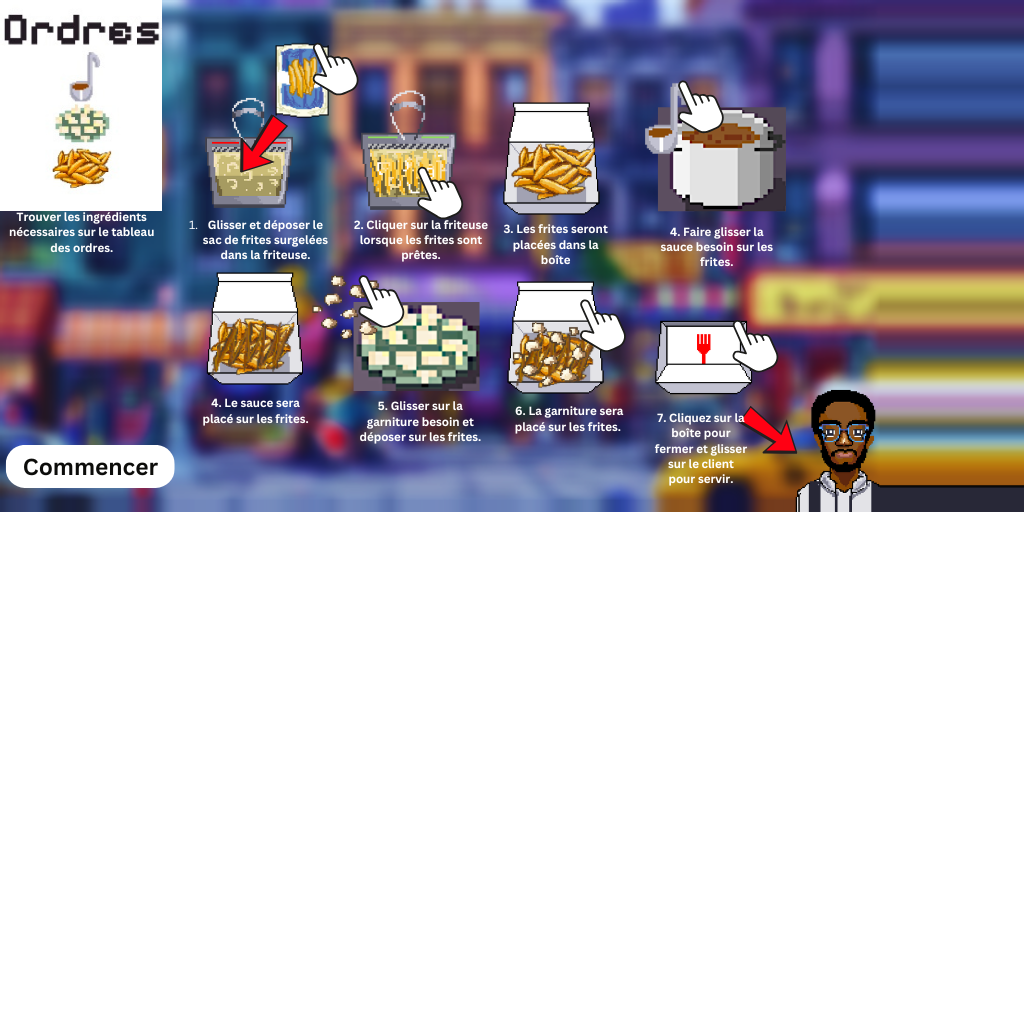 Ordres
Trouver les ingrédients
nécessaires sur le tableau
des ordres.
1. Glisser et déposer le
sac de frites surgelées
dans la friteuse.
2. Cliquer sur la friteuse
lorsque les frites sont
prêtes.
3. Les frites seront
placées dans la
boîte
4. Faire glisser la
sauce besoin sur les
frites.
4. Le sauce sera
placé sur les frites.
5. Glisser sur la
garniture besoin et
déposer sur les frites.
6. La garniture sera
placé sur les frites.
7. Cliquez sur la
boîte pour
fermer et glisser
sur le client
pour servir.
Commencer